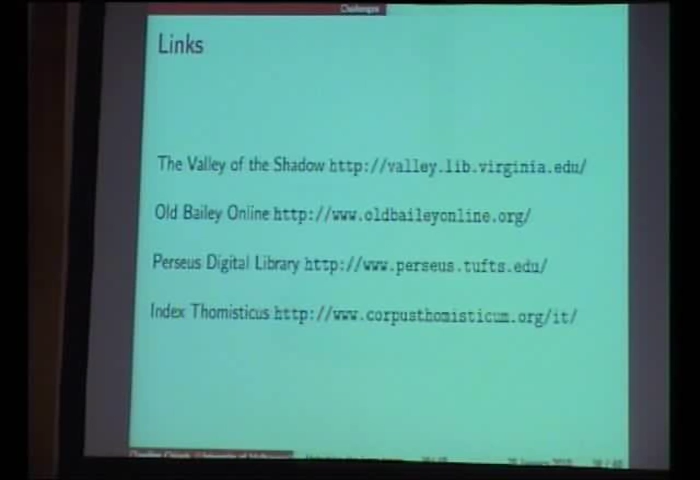 Challenges
Links
The Valley of the Shadow http://valley.lib.virginia.edu/
Old Bailey Online http://www.oldbaileyonline.org/
Perseus Digital Library http://www.perseus.tufts.edu/
Index Thomisticus http://www.corpusthomisticum.org/it/